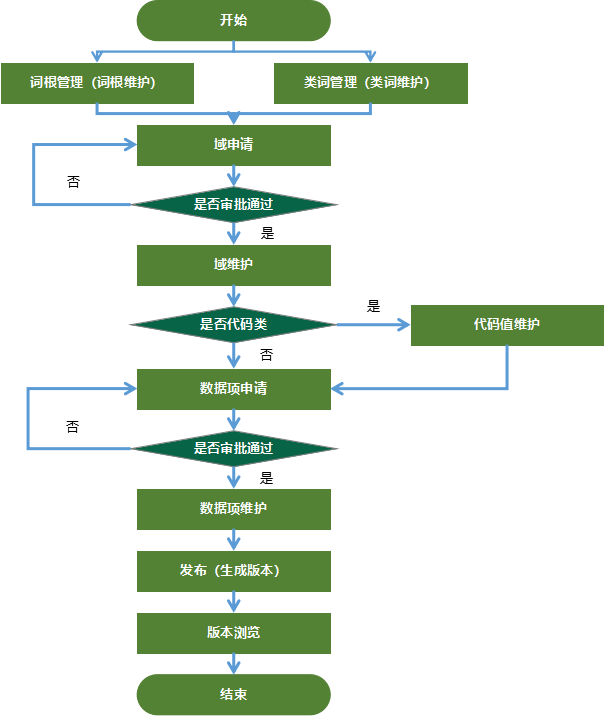 开始
词根管理（词根维护）
类词管理（类词维护）
域申请
否
是否审批通过
是
域维护
是否代码类
是
代码值维护
否
数据项申请
否
是否审批通过
是
数据项维护
发布（生成版本）
版本浏览
结束